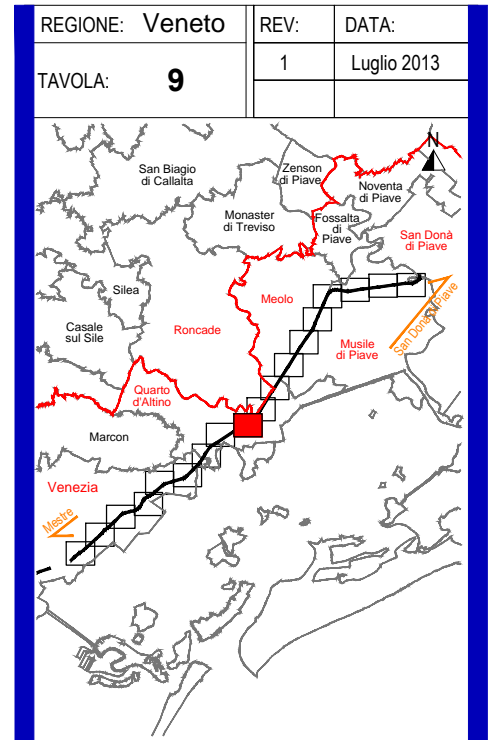 REGIONE: Veneto
REV:
DATA:
TAVOLA: 9
1
Luglio 2013
N
San Biagio
di Callalta
Zenson
di Piave
Noventa
di Piave
Monaster
di Treviso
Fossalta
di
Piave
San Donà
di Piave
Silea
Meolo
Casale
sul Sile
Roncade
Musile
di Piave
San Donà di Piave
Quarto
d'Altino
Marcon
Venezia
Mestre